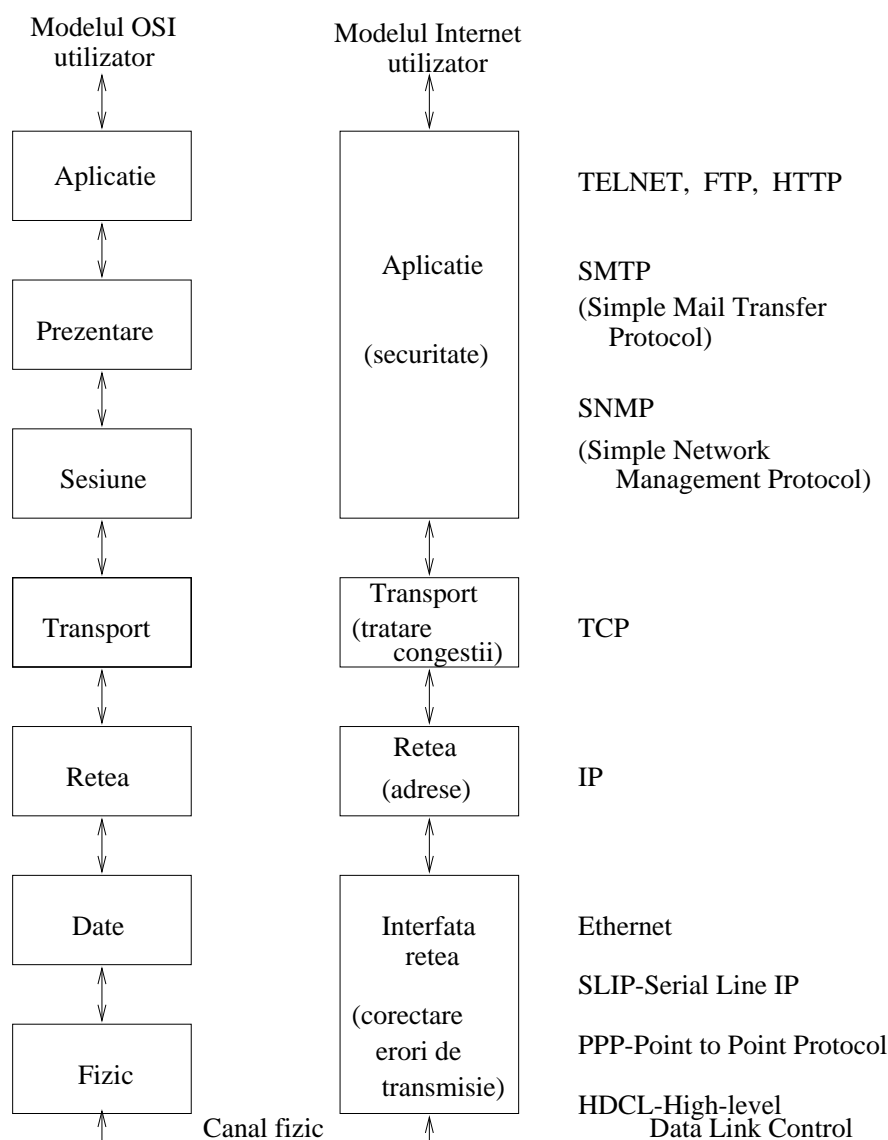 Modelul OSI
utilizator
Aplicatie
Prezentare
Sesiune
Transport
Retea
Date
Fizic
Canal fizic
Modelul Internet
utilizator
Aplicatie
(securitate)
Transport
(tratare
congestii)
Retea
(adrese)
Interfata
retea
(corectare
erori de
transmisie)
TELNET, FTP, HTTP
SMTP
(Simple Mail Transfer
Protocol)
SNMP
(Simple Network
Management Protocol)
TCP
IP
Ethernet
SLIP-Serial Line IP
PPP-Point to Point Protocol
HDCL-High-level
Data Link Control